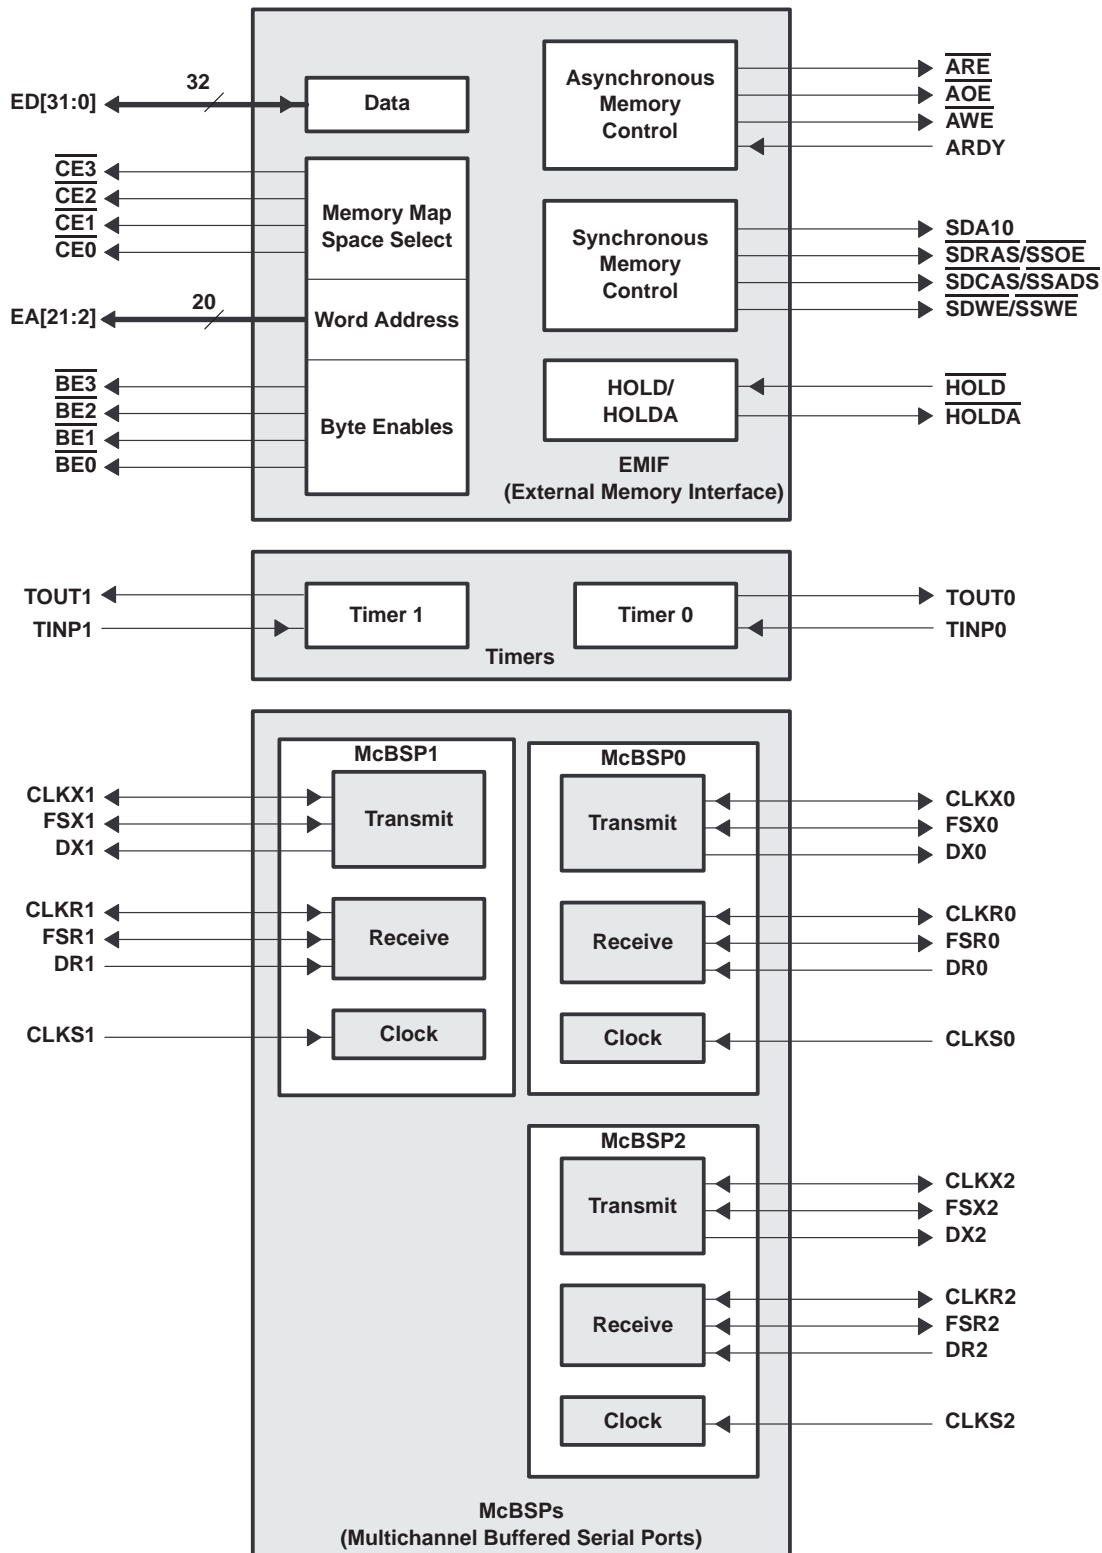 32
ED[31:0]
Data
CE3
CE2
CE1
CE0
Memory Map
Space Select
20
EA[21:2]
Word Address
BE3
BE2
BE1
BE0
Byte Enables
Asynchronous
Memory
Control
ARE
AOE
AWE
ARDY
Synchronous
Memory
Control
SDA10
SDRAS/SSOE
SDCAS/SSADS
SDWE/SSWE
HOLD/
HOLDA
HOLD
HOLDA
EMIF
(External Memory Interface)
TOUT1
TINP1
Timer 1
Timer 0
TOUT0
TINP0
Timers
McBSP1
CLKX1
FSX1
DX1
Transmit
CLKR1
FSR1
DR1
Receive
CLKS1
Clock
McBSP0
Transmit
CLKX0
FSX0
DX0
Receive
CLKR0
FSR0
DR0
Clock
CLKS0
McBSP2
Transmit
CLKX2
FSX2
DX2
Receive
CLKR2
FSR2
DR2
Clock
CLKS2
McBSPs
(Multichannel Buffered Serial Ports)